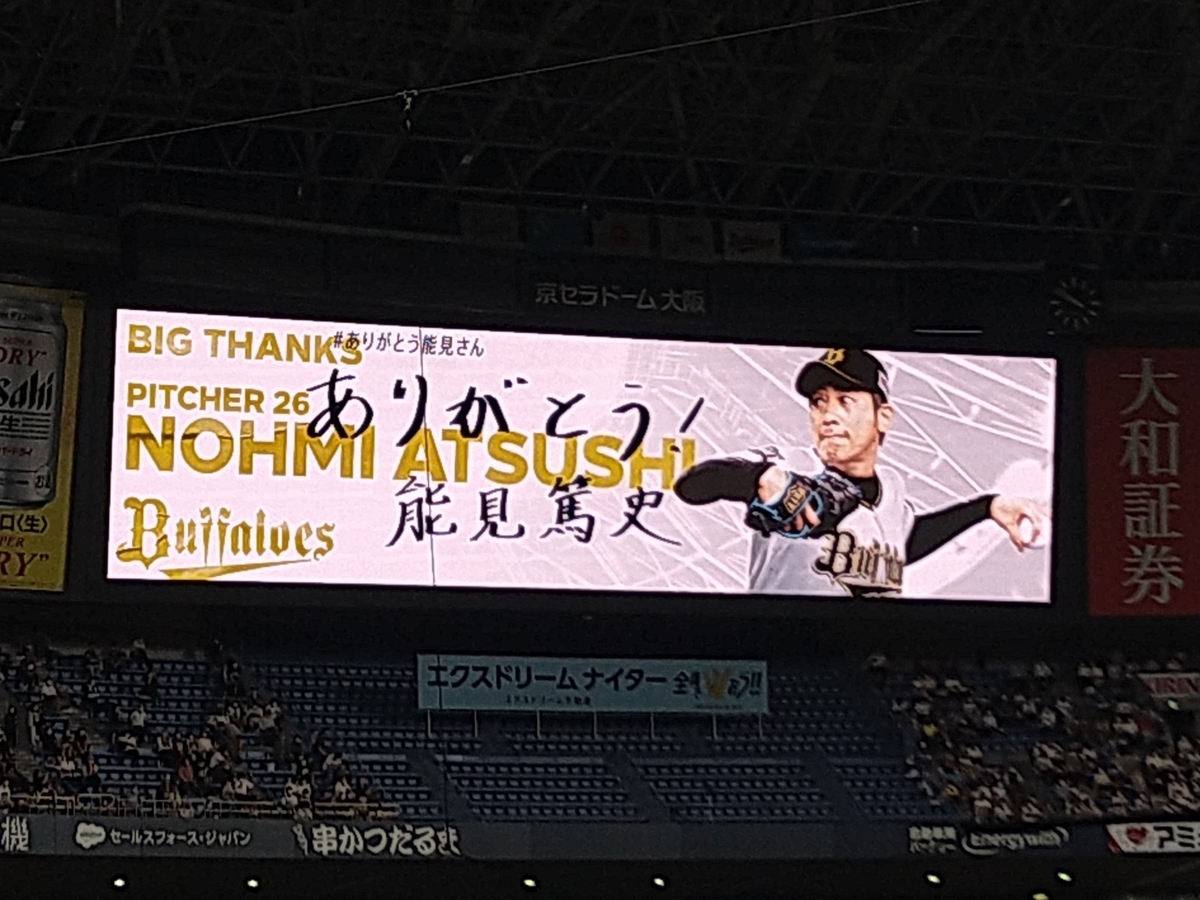 京セラドーム大阪
BIG THANKS
#ありがとう能見さん
PITCHER 26
ありがとう!
NOHMI ATSUSHI
能見篤史
Buffaloes
大和証券
エクスドリーム ナイター
セールスフォース・ジャパン
串かつだるま